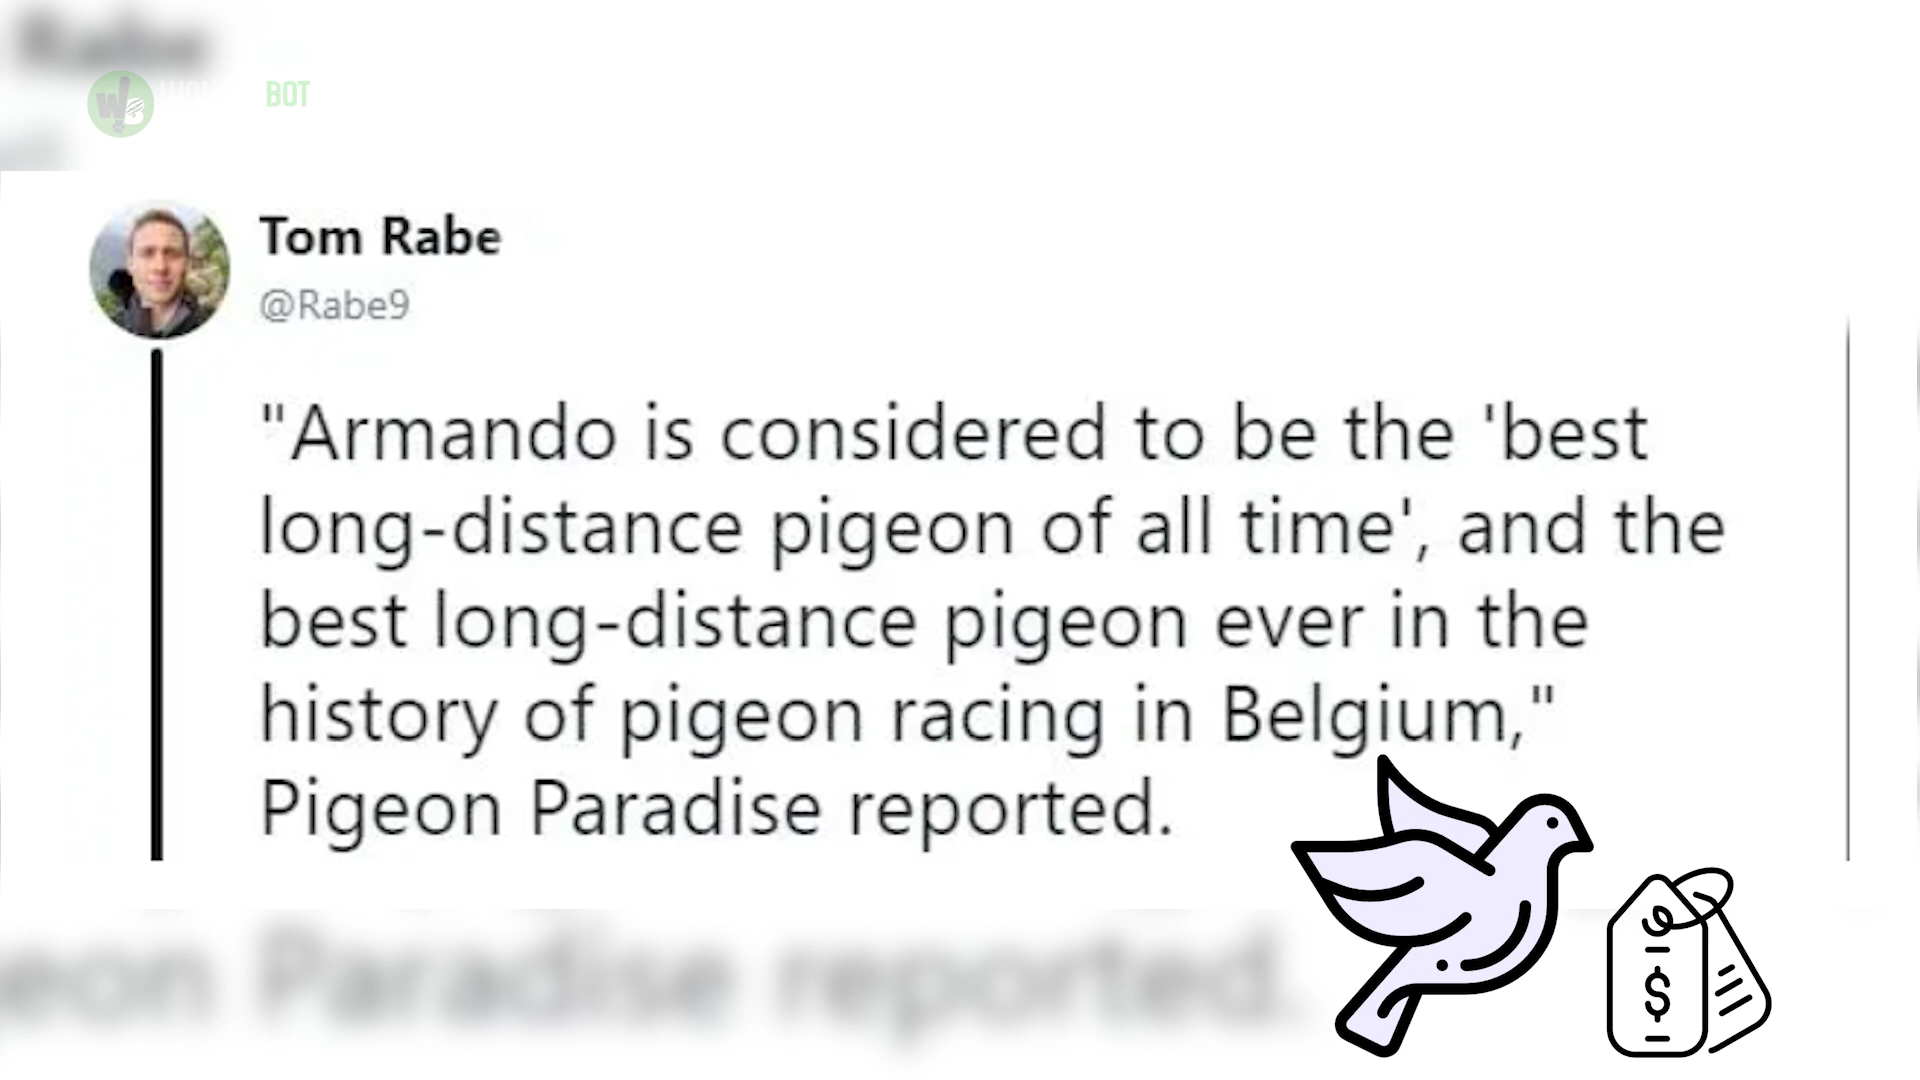 BOT
Tom Rabe
@Rabe9
"Armando is considered to be the 'best
long-distance pigeon of all time', and the
best long-distance pigeon ever in the
history of pigeon racing in Belgium,"
Pigeon Paradise reported.
$